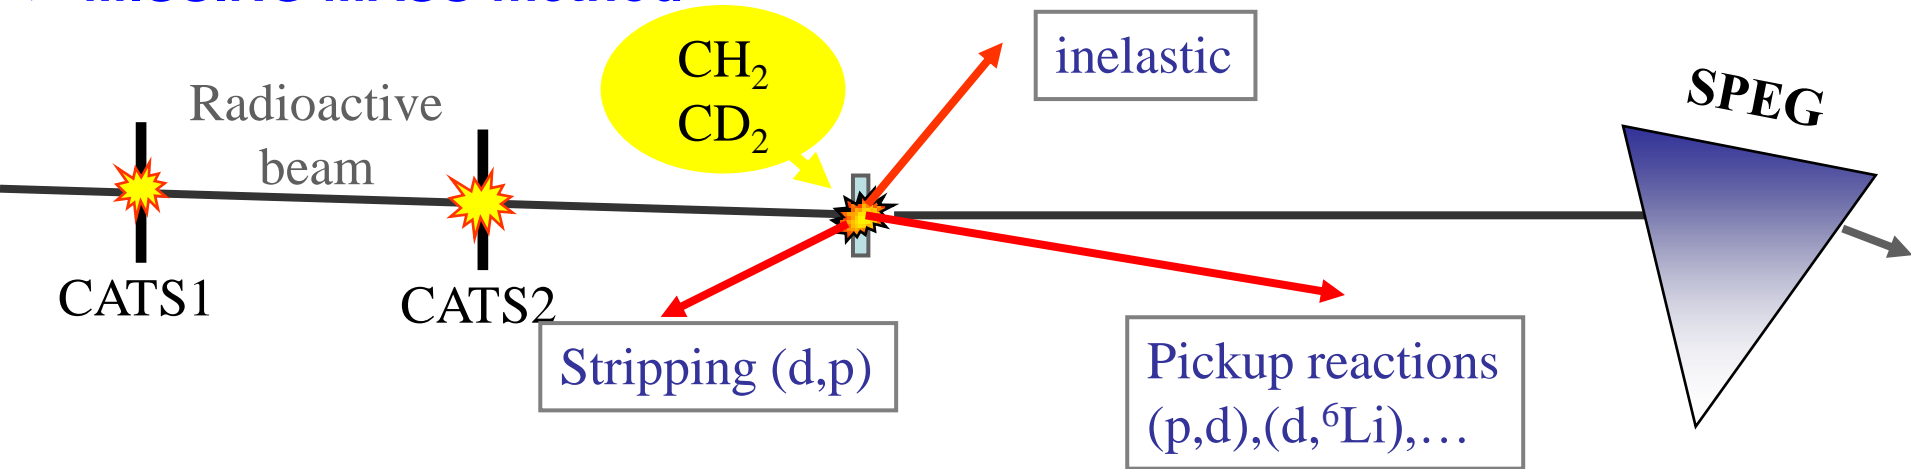 CH₂
CD₂
inelastic
SPEG
Radioactive
beam
CATS1
CATS2
Stripping (d,p)
Pickup reactions
(p,d),(d,⁶Li),…